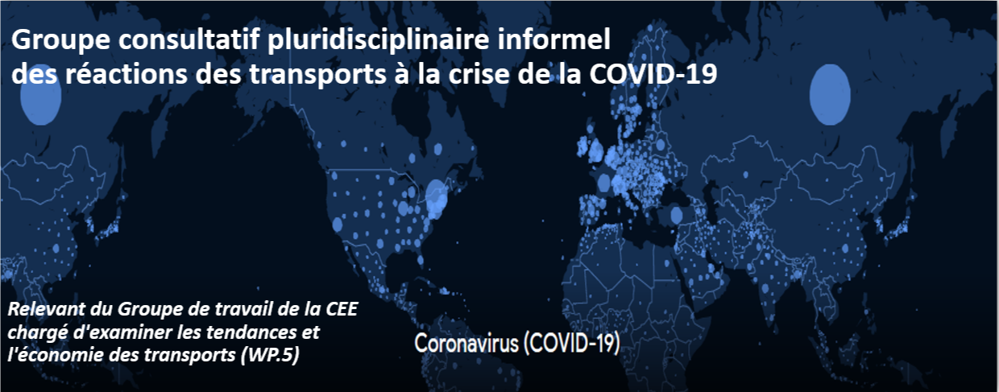 Groupe consultatif pluridisciplinaire informel
des réactions des transports à la crise de la COVID-19
Relevant du Groupe de travail de la CEE
chargé d'examiner les tendances et
l'économie des transports (WP.5)
Coronavirus (COVID-19)